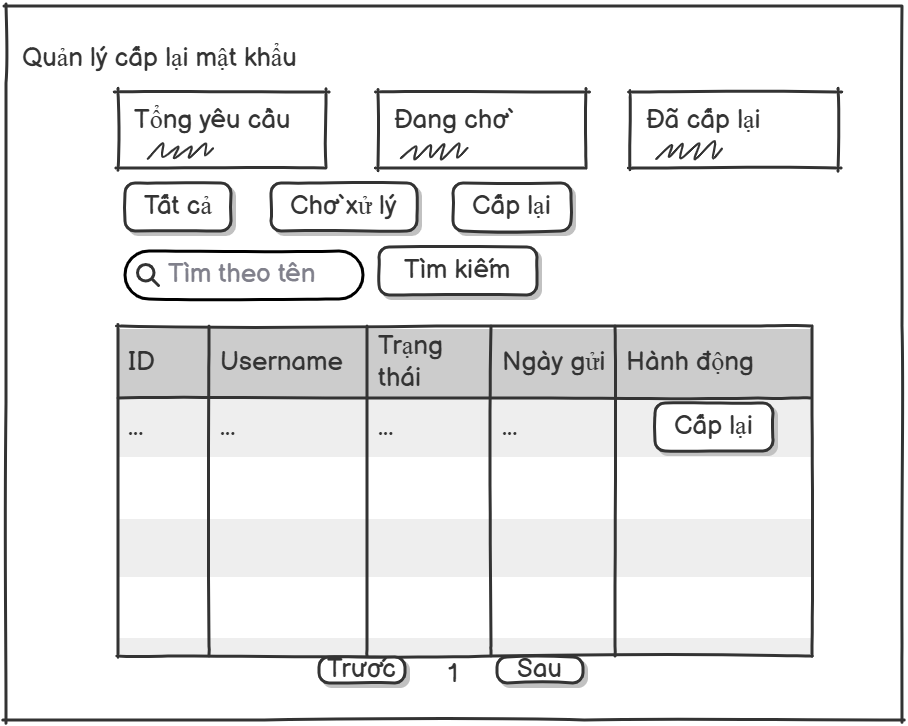 Quản lý cấp lại mật khẩu
Tổng yêu cầu
Đang chờ
Đã cấp lại
Tất cả
Chờ xử lý
Cấp lại
Tìm theo tên
Tìm kiếm
ID
Username
Trạng
thái
Ngày gửi
Hành động
...
...
...
...
Cấp lại
Trước
1
Sau